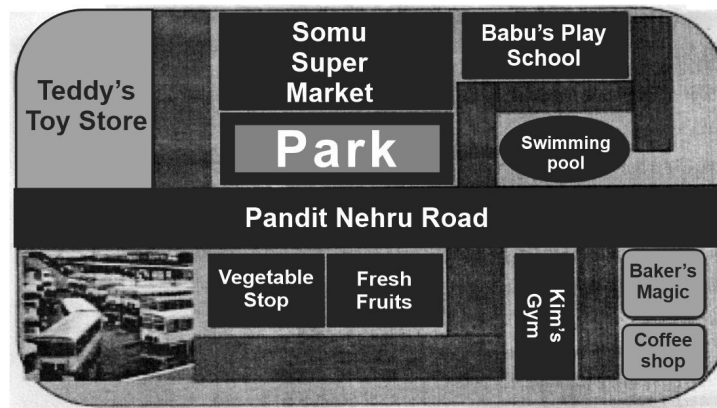 Teddy's
Toy Store
Somu
Super
Market
Babu's Play
School
Park
Swimming
pool
Pandit Nehru Road
Vegetable
Stop
Fresh
Fruits
Kim's
Gym
Baker's
Magic
Coffee
shop